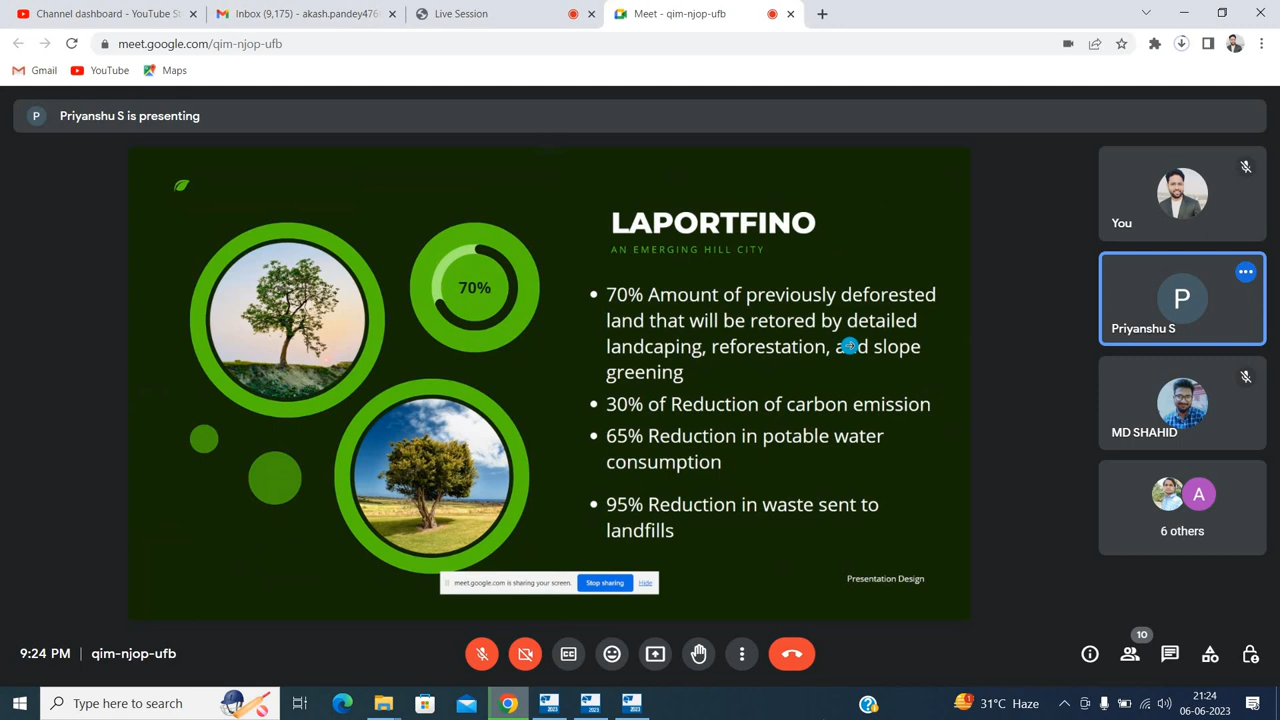 Channel dashboard - YouTube St
Inbox (9,175) - akash.pandey476
Live Session
Meet - qim-njop-ufb
meet.google.com/qim-njop-ufb
Gmail
YouTube
Maps
P
Priyanshu S is presenting
LAPORTFINO
AN EMERGING HILL CITY
70%
70% Amount of previously deforested
land that will be retored by detailed
landcaping, reforestation, and slope
greening
30% of Reduction of carbon emission
65% Reduction in potable water
consumption
95% Reduction in waste sent to
landfills
Presentation Design
meet.google.com is sharing your screen.
Stop sharing
Hide
You
P
Priyanshu S
MD SHAHID
A
6 others
9:24 PM
qim-njop-ufb
10
Type here to search
2023
2023
2023
31°C Haze
21:24
06-06-2023